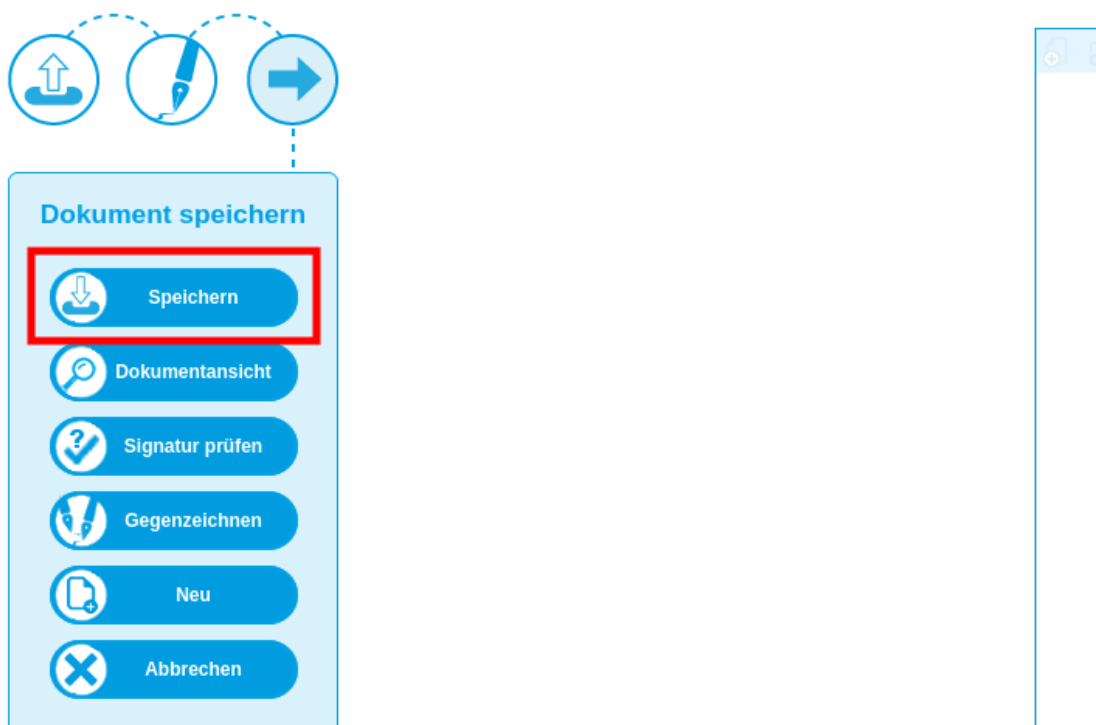 Dokument speichern
Speichern
Dokumentansicht
Signatur prüfen
Gegenzeichnen
Neu
Abbrechen